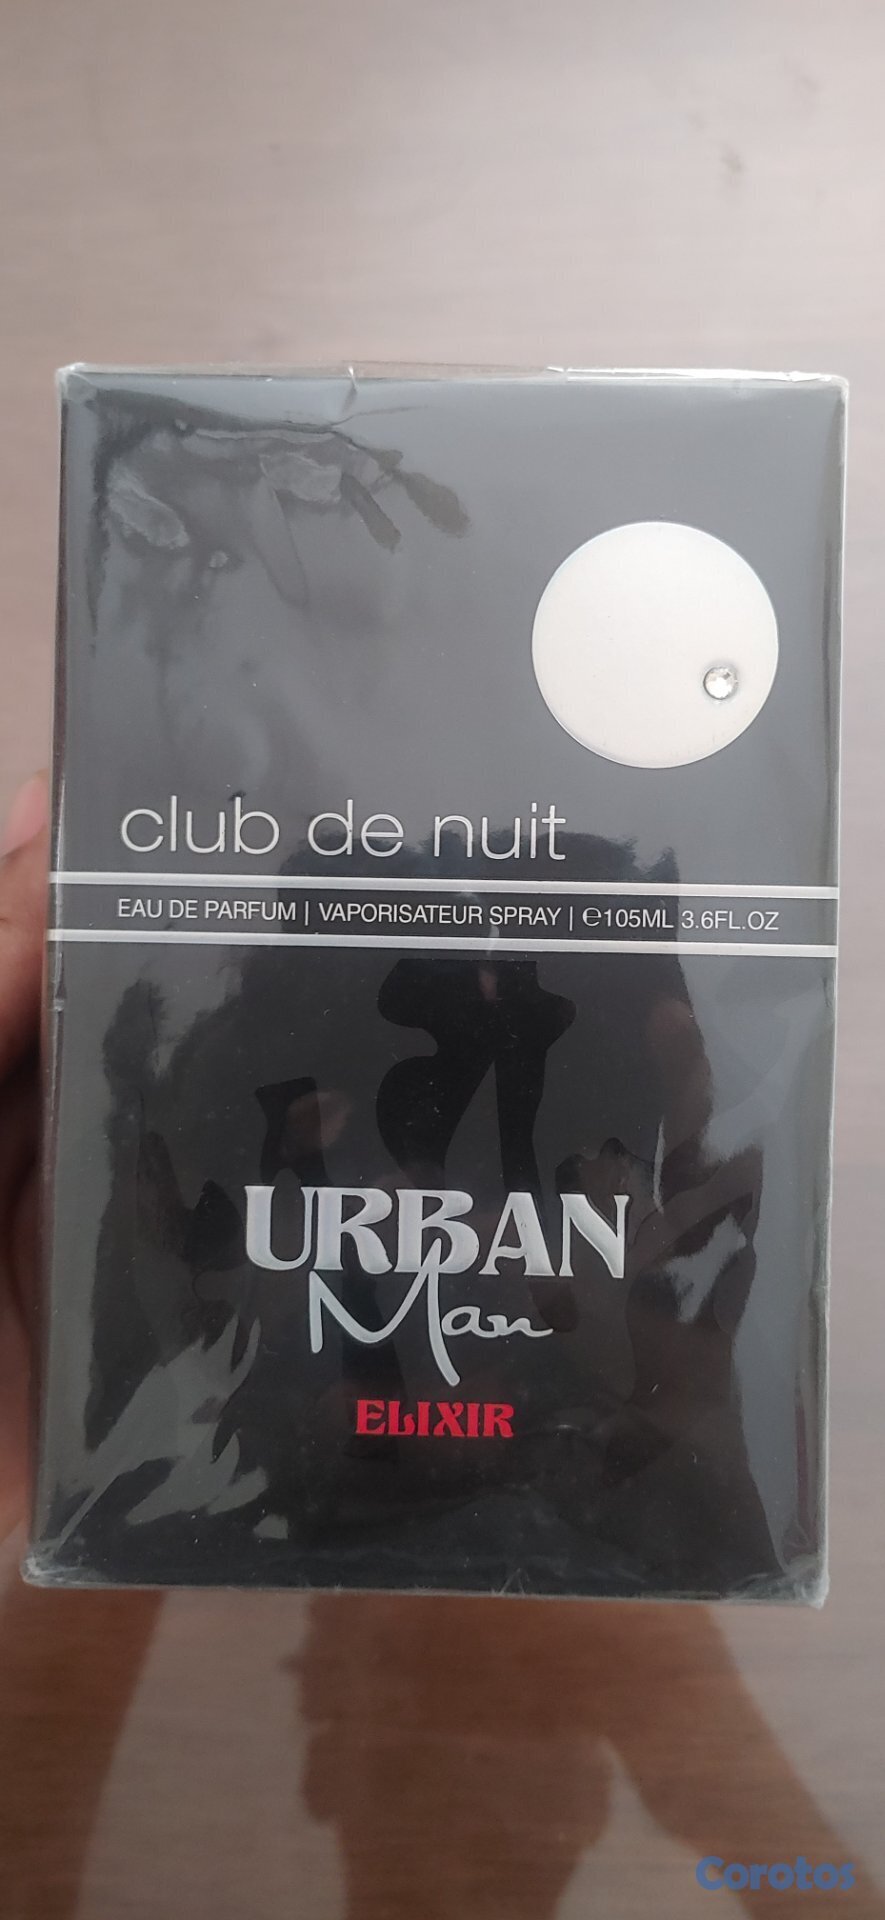 club de nuit
EAU DE PARFUM | VAPORISATEUR SPRAY | ℮105ML 3.6FL.OZ
URBAN
Man
ELIXIR
Corotos